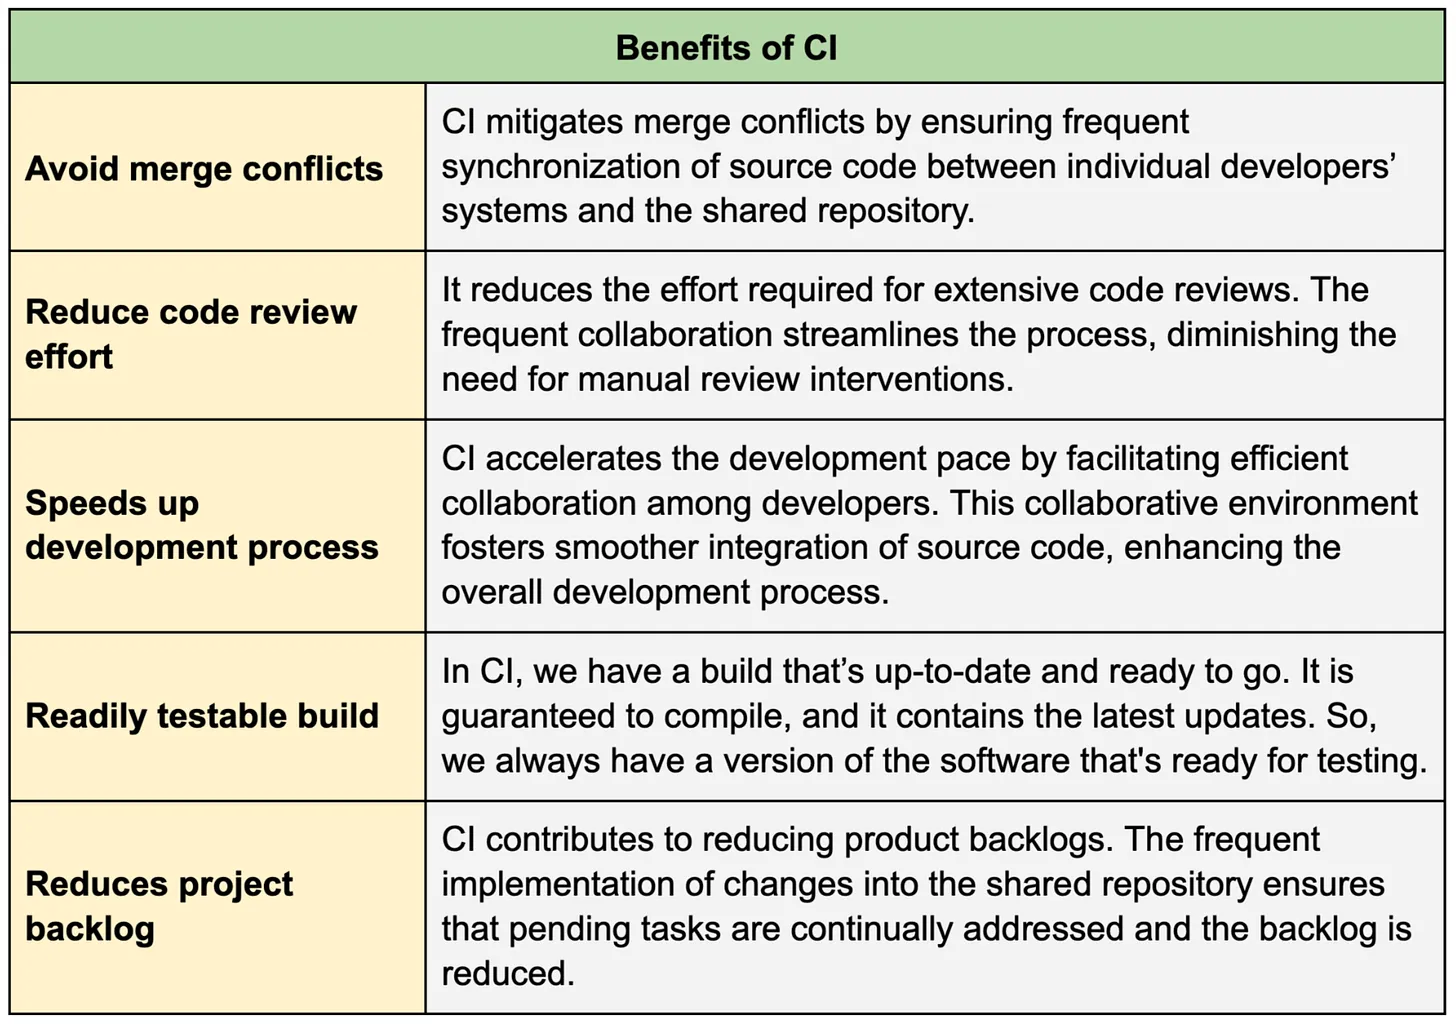 Benefits of CI
Avoid merge conflicts
CI mitigates merge conflicts by ensuring frequent
synchronization of source code between individual developers’
systems and the shared repository.
Reduce code review
effort
It reduces the effort required for extensive code reviews. The
frequent collaboration streamlines the process, diminishing the
need for manual review interventions.
Speeds up
development process
CI accelerates the development pace by facilitating efficient
collaboration among developers. This collaborative environment
fosters smoother integration of source code, enhancing the
overall development process.
Readily testable build
In CI, we have a build that’s up-to-date and ready to go. It is
guaranteed to compile, and it contains the latest updates. So,
we always have a version of the software that's ready for testing.
Reduces project
backlog
CI contributes to reducing product backlogs. The frequent
implementation of changes into the shared repository ensures
that pending tasks are continually addressed and the backlog is
reduced.